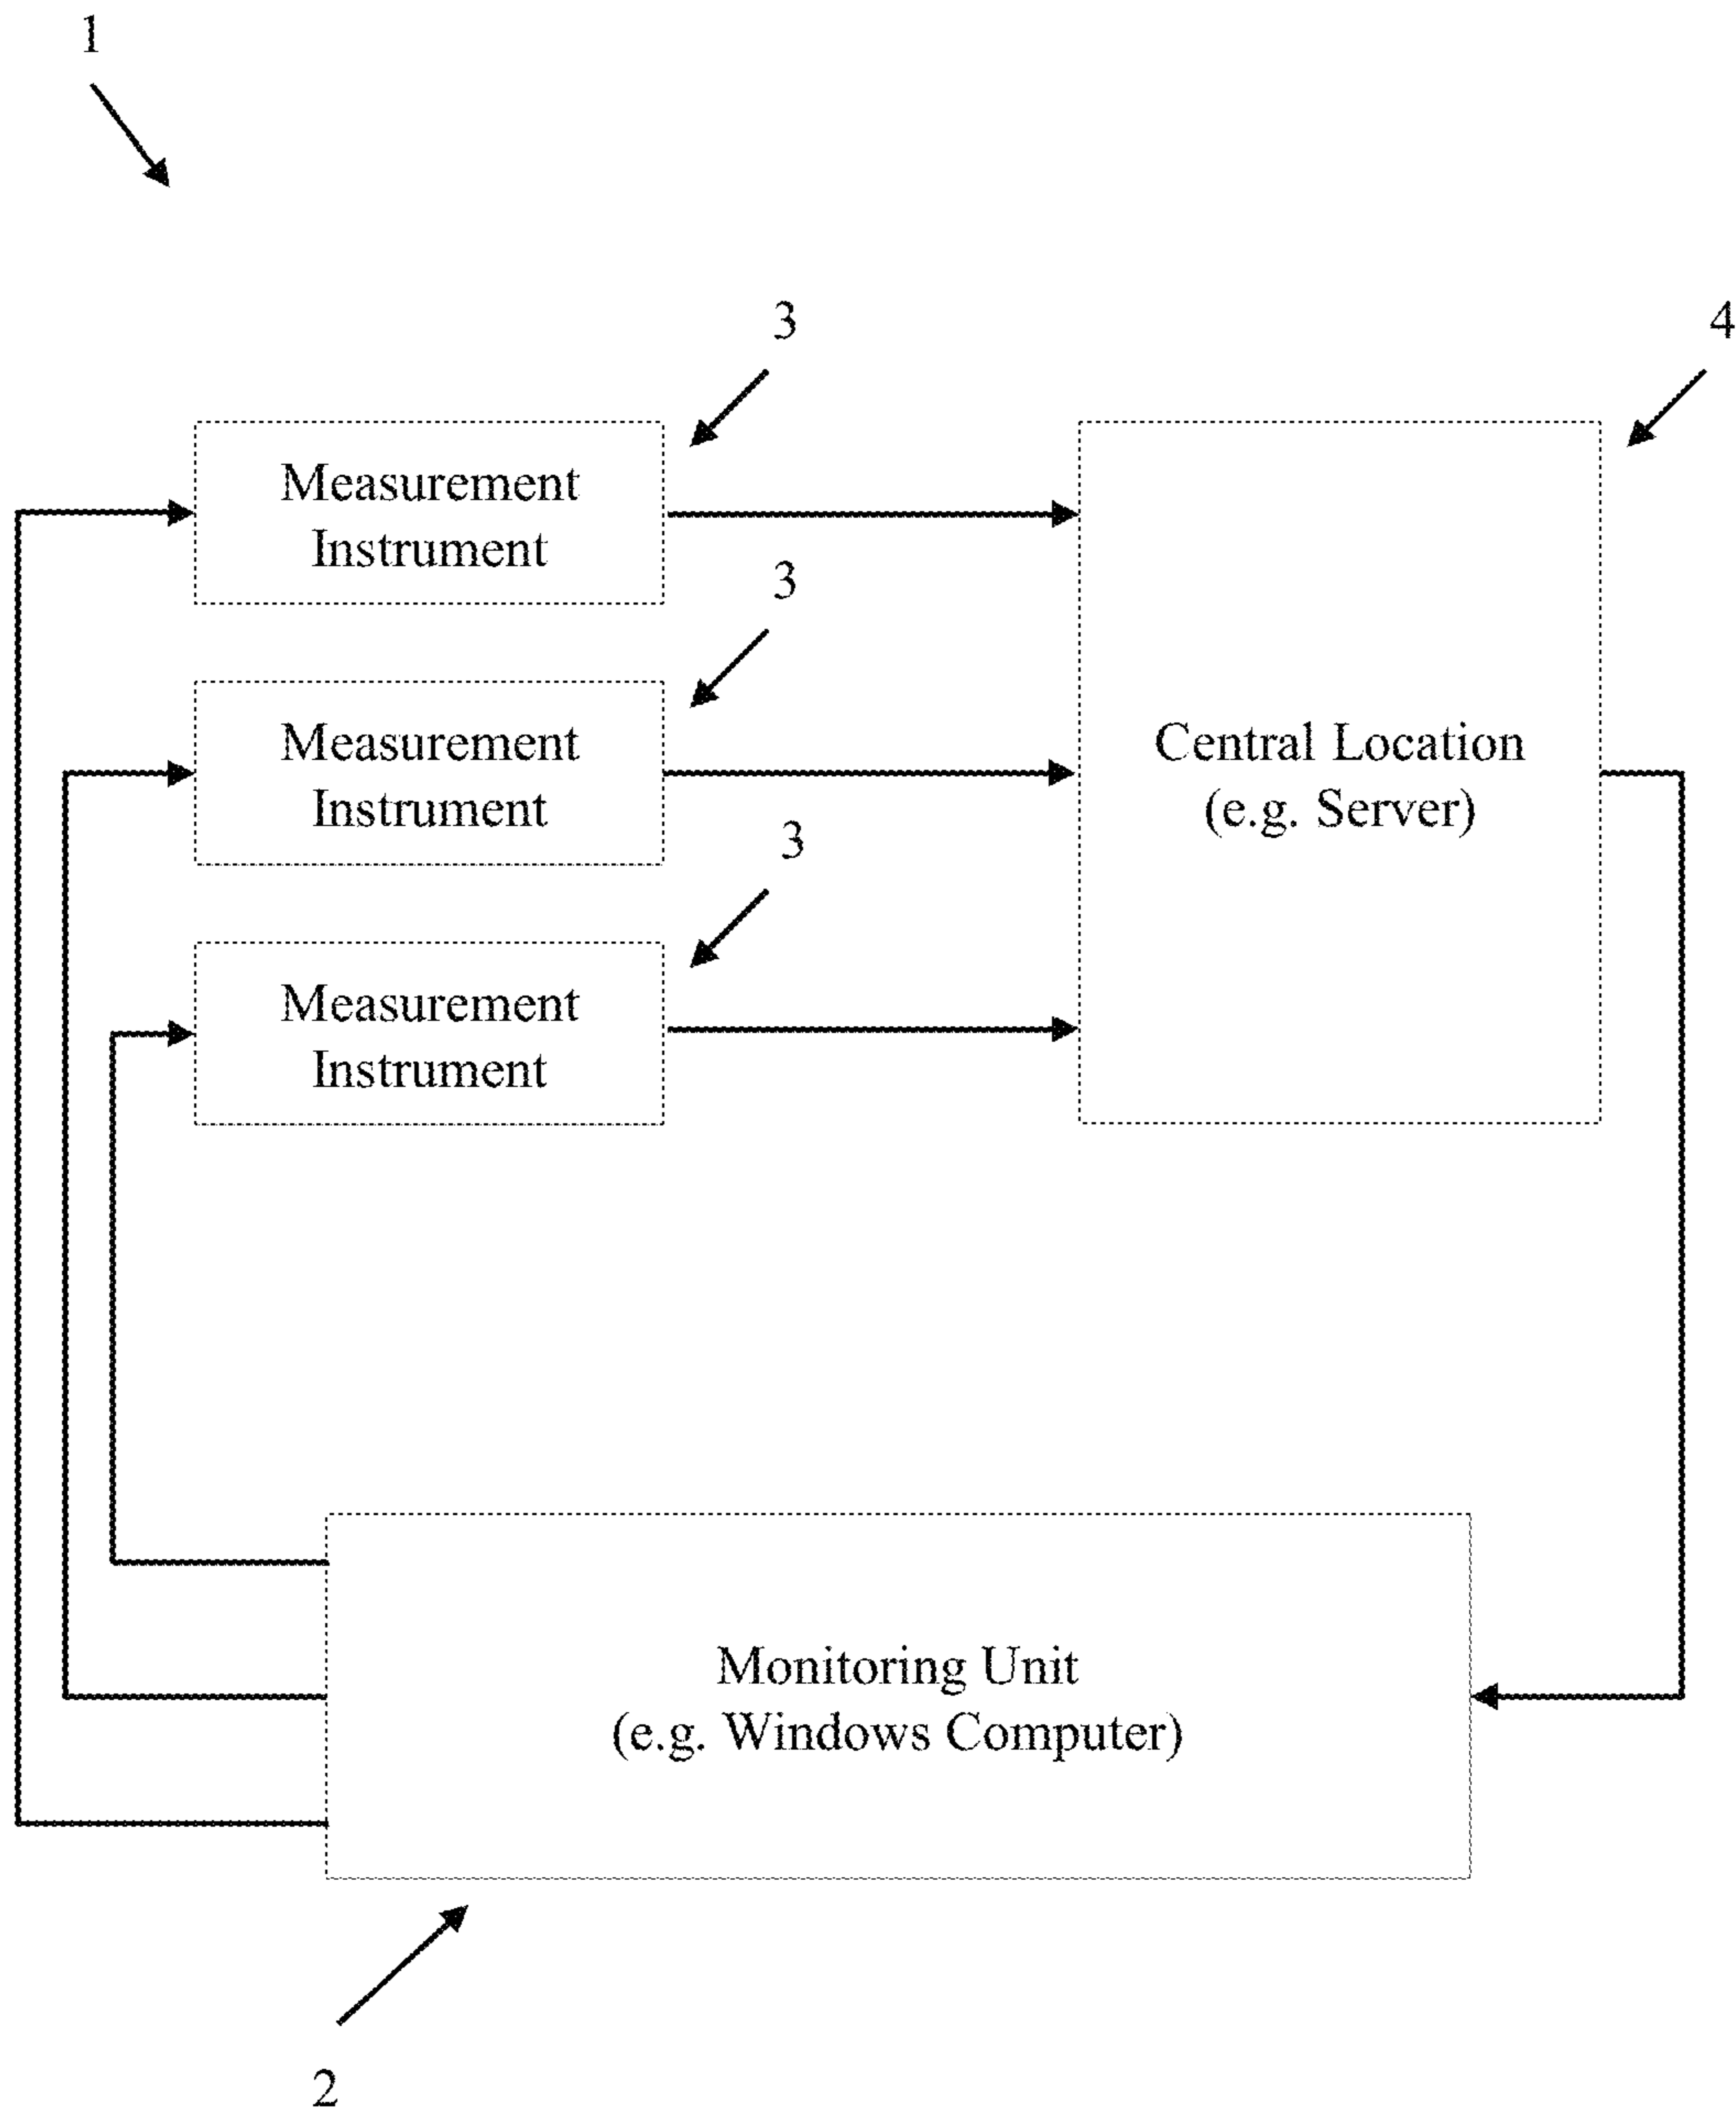 1
3
4
Measurement
Instrument
3
Measurement
Instrument
Central Location
(e.g. Server)
3
Measurement
Instrument
Monitoring Unit
(e.g. Windows Computer)
2